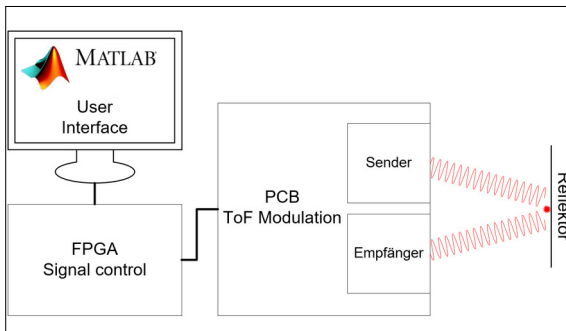 MATLAB
User
Interface
FPGA
Signal control
PCB
ToF Modulation
Sender
Empfänger
Reflektor